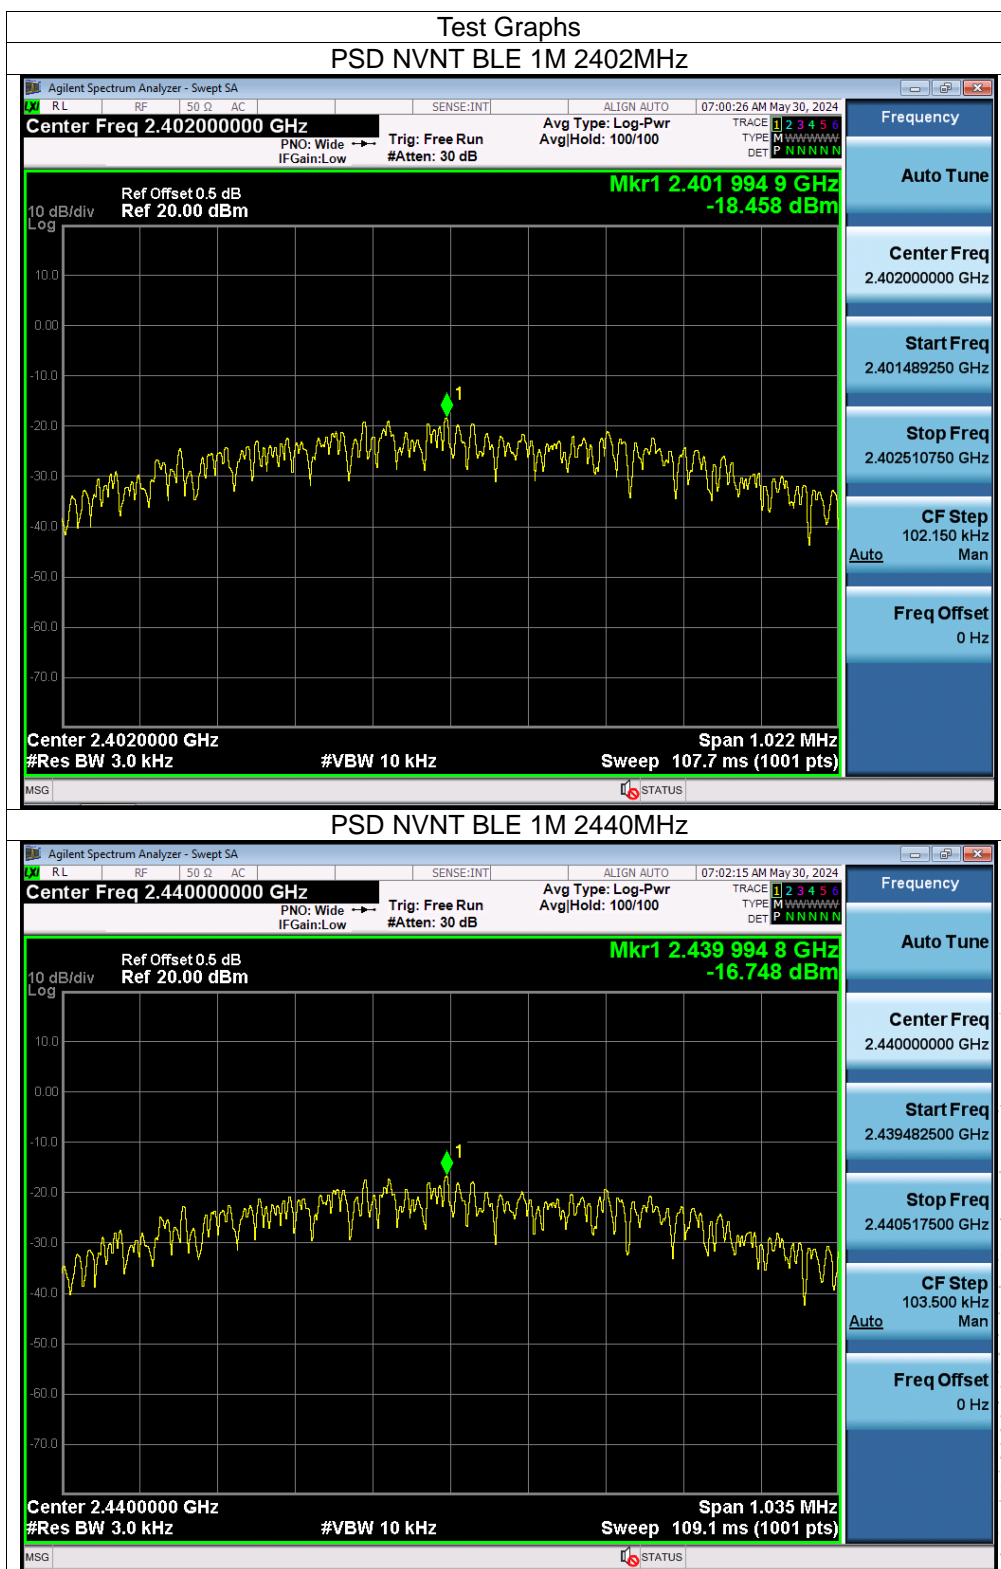 Test Graphs
PSD NVNT BLE 1M 2402MHz
Agilent Spectrum Analyzer - Swept SA
LXI RL RF 50 Ω AC SENSE:INT ALIGN AUTO 07:00:26 AM May 30, 2024
Center Freq 2.402000000 GHz
PNO: Wide
IFGain:Low
Trig: Free Run
#Atten: 30 dB
Avg Type: Log-Pwr
Avg|Hold: 100/100
TRACE 1 2 3 4 5 6
TYPE M WWWWW
DET P N N N N N
Frequency
Auto Tune
Center Freq
2.402000000 GHz
Start Freq
2.401489250 GHz
Stop Freq
2.402510750 GHz
CF Step
102.150 kHz
Auto Man
Freq Offset
0 Hz
Mkr1 2.401 994 9 GHz
-18.458 dBm
Ref Offset 0.5 dB
10 dB/div Ref 20.00 dBm
Log
10.0
0.00
1
-10.0
-20.0
-30.0
-40.0
-50.0
-60.0
-70.0
Center 2.4020000 GHz Span 1.022 MHz
#Res BW 3.0 kHz #VBW 10 kHz Sweep 107.7 ms (1001 pts)
MSG STATUS
PSD NVNT BLE 1M 2440MHz
Agilent Spectrum Analyzer - Swept SA
LXI RL RF 50 Ω AC SENSE:INT ALIGN AUTO 07:02:15 AM May 30, 2024
Center Freq 2.440000000 GHz
PNO: Wide
IFGain:Low
Trig: Free Run
#Atten: 30 dB
Avg Type: Log-Pwr
Avg|Hold: 100/100
TRACE 1 2 3 4 5 6
TYPE M WWWWW
DET P N N N N N
Frequency
Auto Tune
Center Freq
2.440000000 GHz
Start Freq
2.439482500 GHz
Stop Freq
2.440517500 GHz
CF Step
103.500 kHz
Auto Man
Freq Offset
0 Hz
Mkr1 2.439 994 8 GHz
-16.748 dBm
Ref Offset 0.5 dB
10 dB/div Ref 20.00 dBm
Log
10.0
0.00
-10.0
1
-20.0
-30.0
-40.0
-50.0
-60.0
-70.0
Center 2.4400000 GHz Span 1.035 MHz
#Res BW 3.0 kHz #VBW 10 kHz Sweep 109.1 ms (1001 pts)
MSG STATUS